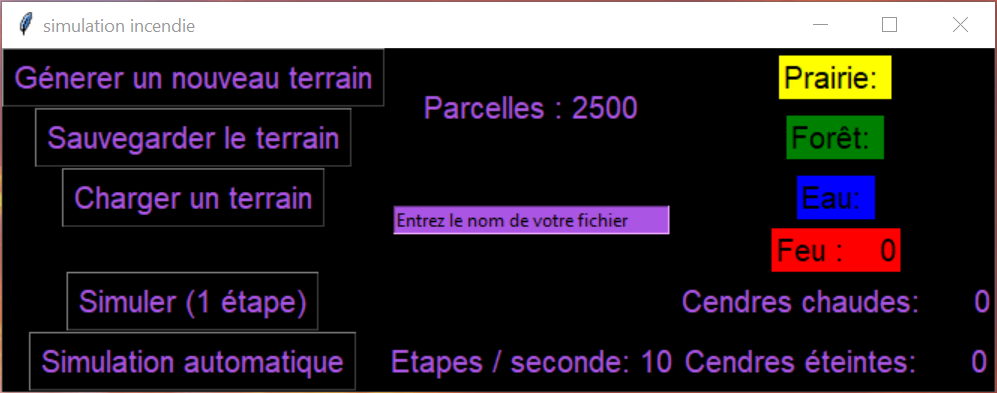 simulation incendie
Génerer un nouveau terrain
Parcelles : 2500
Prairie:
Sauvegarder le terrain
Forêt:
Charger un terrain
Entrez le nom de votre fichier
Eau:
Feu : 0
Simuler (1 étape)
Cendres chaudes: 0
Simulation automatique
Etapes / seconde: 10
Cendres éteintes: 0